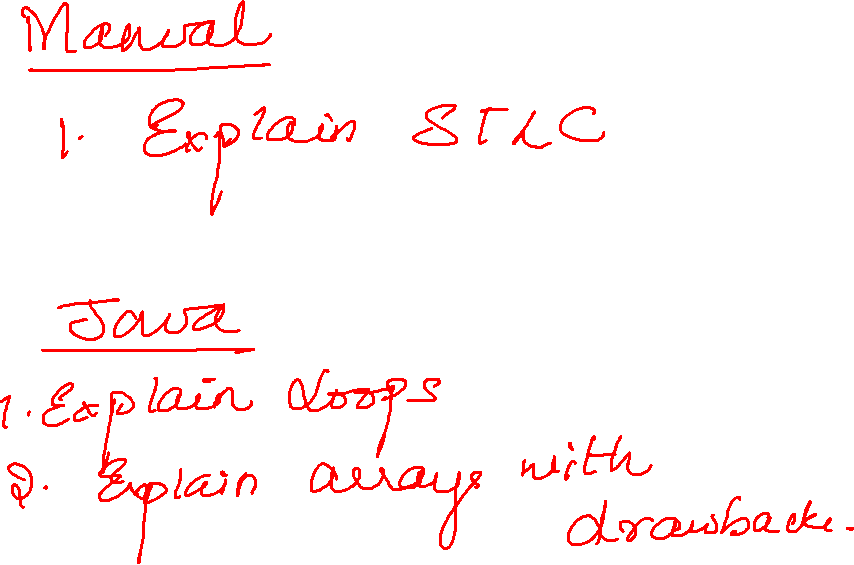 Manual
1. Explain STLC
Java
1. Explain Loops
2. Explain arrays with
drawbacks.